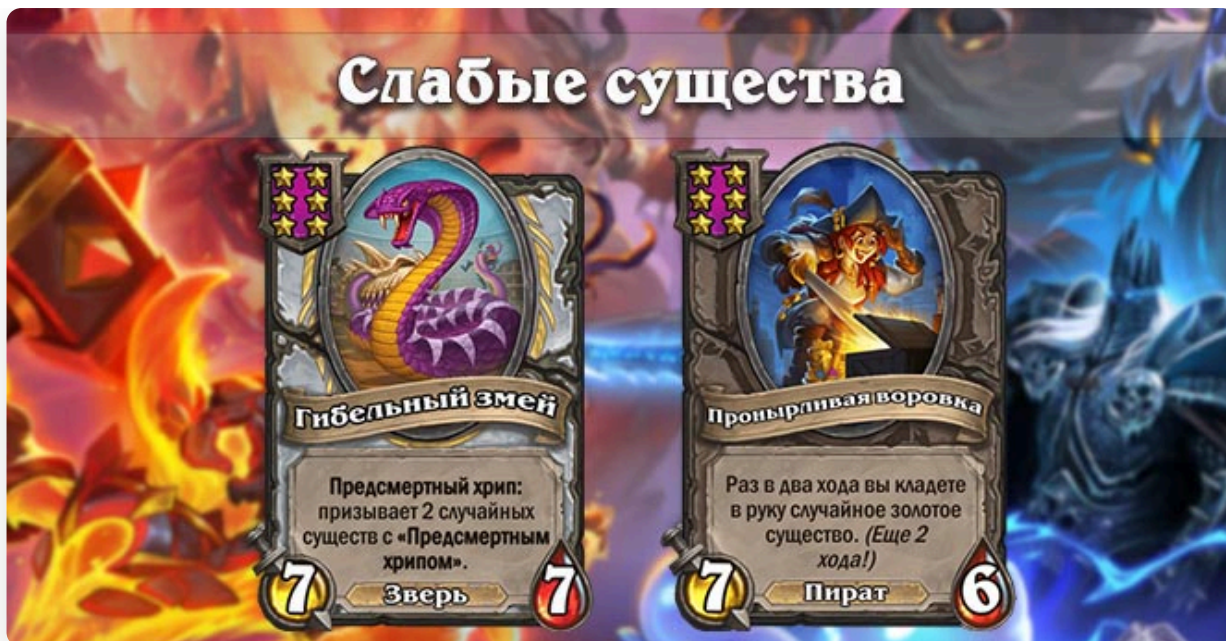 Слабые существа
Гибельный змей
Предсмертный хрип:
призывает 2 случайных
существ с «Предсмертным
хрипом».
7
Зверь
7
Пронырливая воровка
Раз в два хода вы кладете
в руку случайное золотое
существо. (Еще 2
хода!)
7
Пират
6